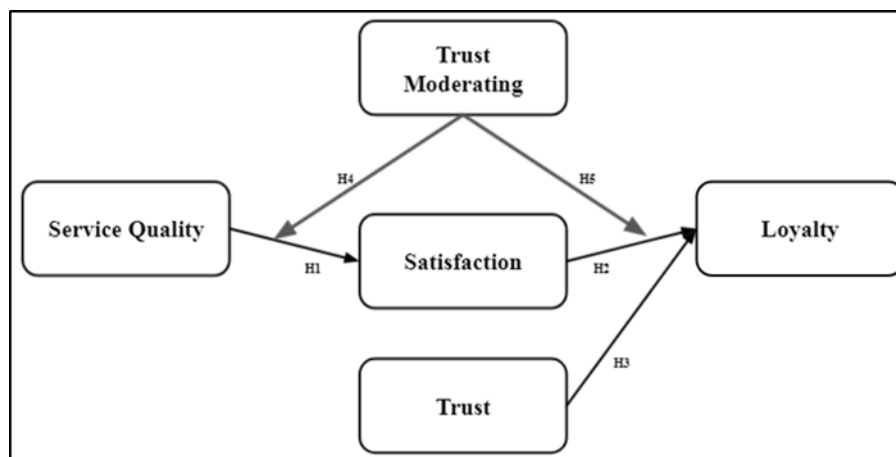 Trust
Moderating
H4
H5
Service Quality
Loyalty
H1
Satisfaction
H2
H3
Trust